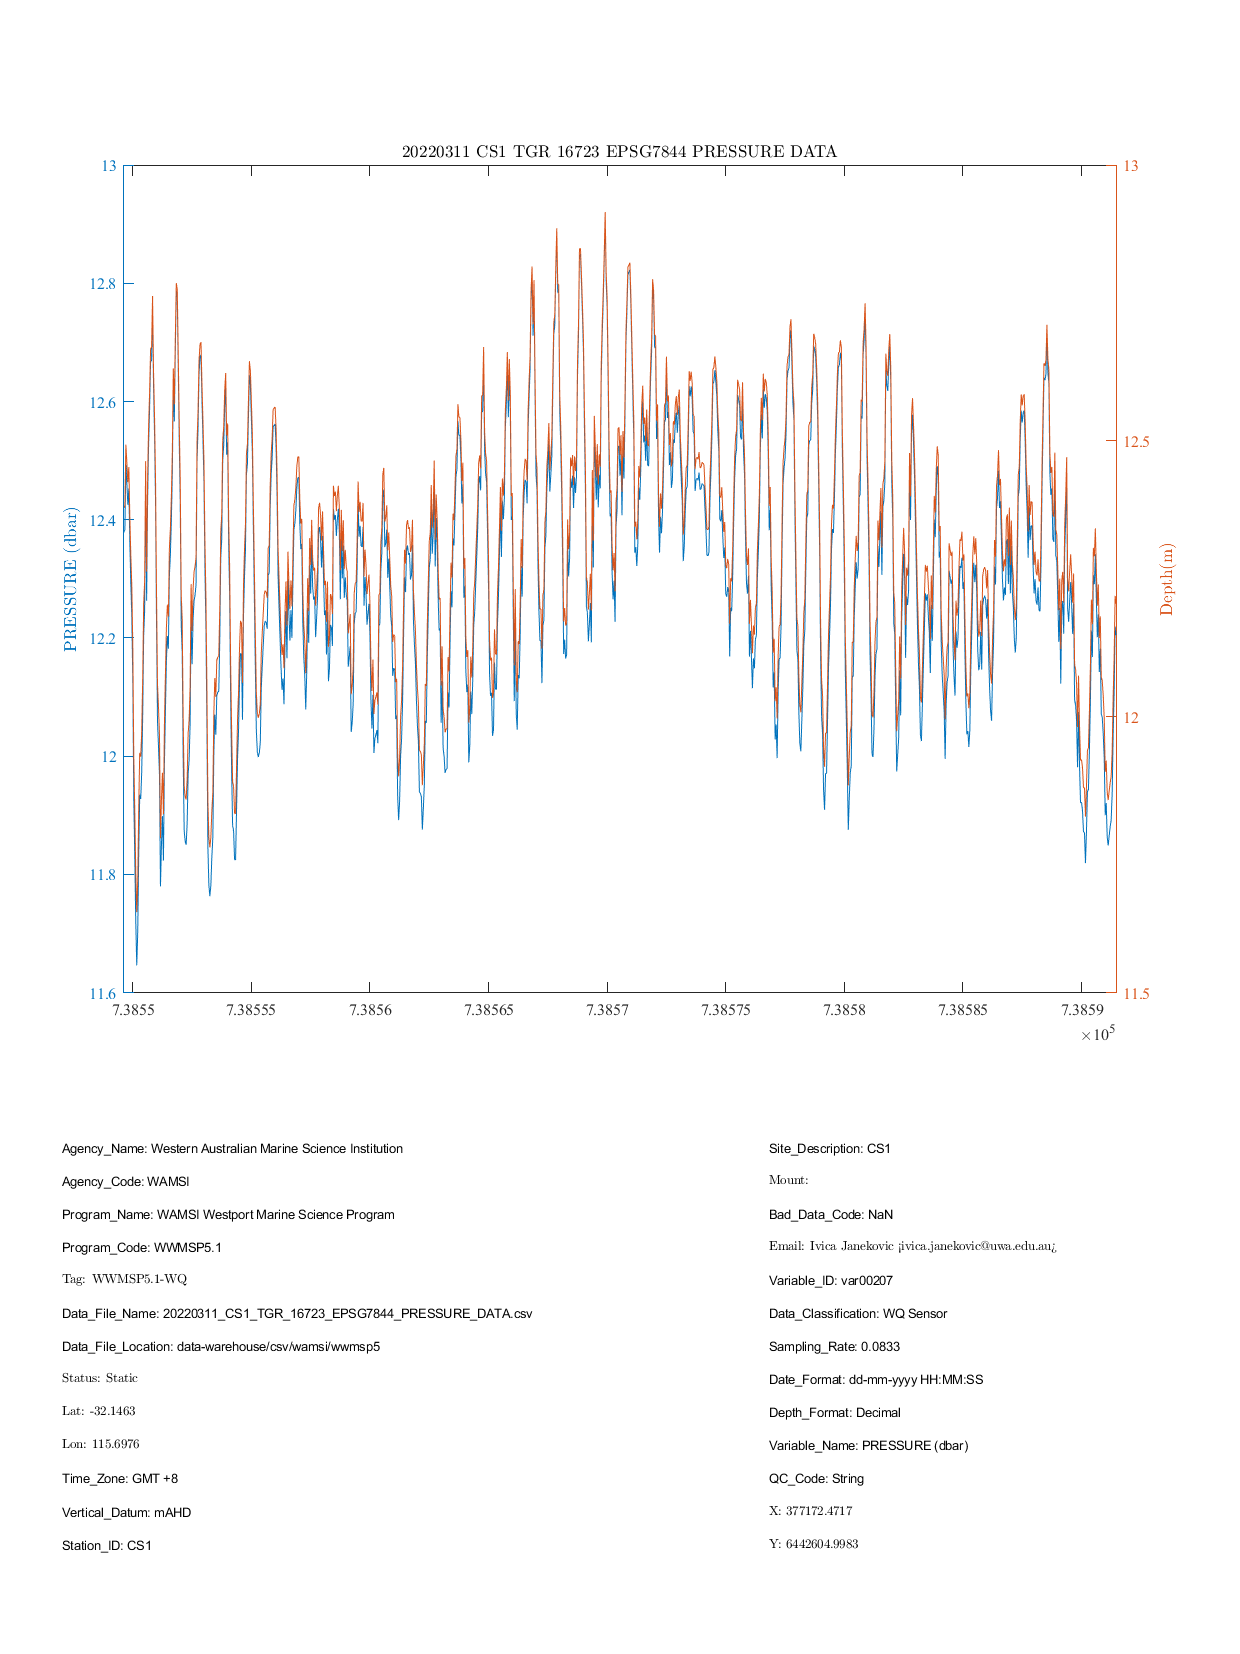 20220311 CS1 TGR 16723 EPSG7844 PRESSURE DATA
13
12.8
12.6
12.4
12.2
12
11.8
11.6
PRESSURE (dbar)
13
12.5
12
11.5
Depth(m)
7.3855 7.38555 7.3856 7.38565 7.3857 7.38575 7.3858 7.38585 7.3859
×10⁵
Agency_Name: Western Australian Marine Science Institution
Agency_Code: WAMSI
Program_Name: WAMSI Westport Marine Science Program
Program_Code: WWMSP5.1
Tag: WWMSP5.1-WQ
Data_File_Name: 20220311_CS1_TGR_16723_EPSG7844_PRESSURE_DATA.csv
Data_File_Location: data-warehouse/csv/wamsi/wwmsp5
Status: Static
Lat: -32.1463
Lon: 115.6976
Time_Zone: GMT +8
Vertical_Datum: mAHD
Station_ID: CS1
Site_Description: CS1
Mount:
Bad_Data_Code: NaN
Email: Ivica Janekovic ¡ivica.janekovic@uwa.edu.au¿
Variable_ID: var00207
Data_Classification: WQ Sensor
Sampling_Rate: 0.0833
Date_Format: dd-mm-yyyy HH:MM:SS
Depth_Format: Decimal
Variable_Name: PRESSURE (dbar)
QC_Code: String
X: 377172.4717
Y: 6442604.9983